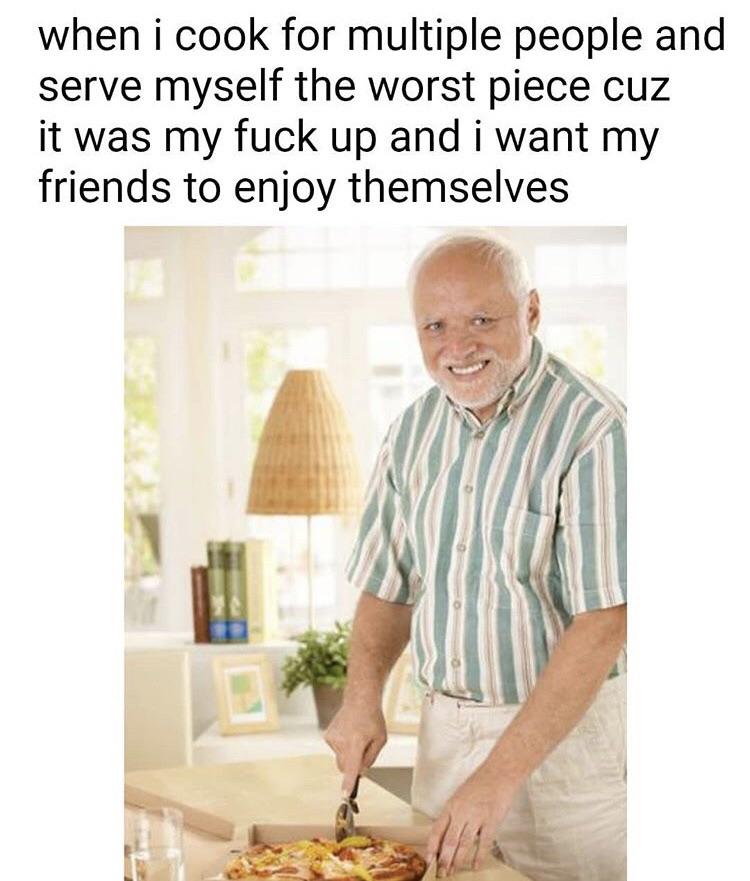 when i cook for multiple people and
serve myself the worst piece cuz
it was my fuck up and i want my
friends to enjoy themselves